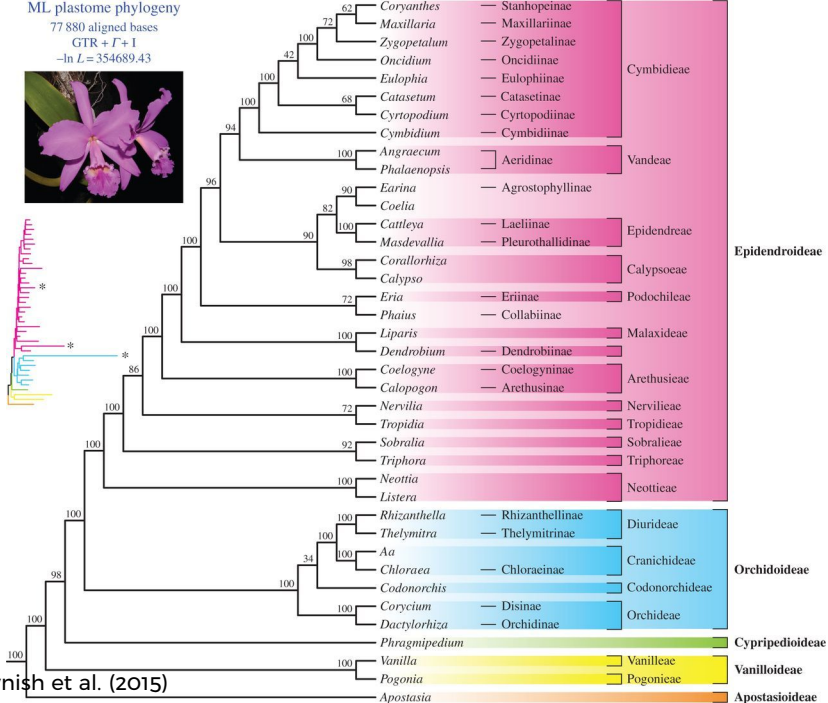 ML plastome phylogeny
77 880 aligned bases
GTR + Γ + I
–ln L = 354689.43
62
Coryanthes — Stanhopeinae
72
Maxillaria — Maxillariinae
100
Zygopetalum — Zygopetalinae
42
Oncidium — Oncidiinae
Cymbidieae
100
Eulophia — Eulophiinae
100
68
Catasetum — Catasetinae
Cyrtopodium — Cyrtopodiinae
94
Cymbidium — Cymbidiinae
100
Angraecum
Aeridinae
Vandeae
Phalaenopsis
96
90
Earina — Agrostophyllinae
82
Coelia
100
Cattleya — Laeliinae
Epidendreae
90
Masdevallia — Pleurothallidinae
Epidendroideae
100
98
Corallorhiza
Calypsoeae
Calypso
100
72
Eria — Eriinae
Podochileae
Phaius — Collabiinae
100
100
Liparis
Malaxideae
Dendrobium — Dendrobiinae
86
100
Coelogyne — Coelogyninae
Arethusieae
Calopogon — Arethusinae
100
72
Nervilia
Nervilieae
Tropidia
Tropidieae
100
92
Sobralia
Sobralieae
Triphora
Triphoreae
100
100
Neottia
Neottieae
Listera
100
Rhizanthella — Rhizanthellinae
Diurideae
100
Thelymitra — Thelymitrinae
34
100
Aa
Cranichideae
Chloraea — Chloraeinae
Orchidoideae
98
100
Codonorchis
Codonorchideae
100
Corycium — Disinae
Orchideae
Dactylorhiza — Orchidinae
100
Phragmipedium
Cypripedioideae
100
100
Vanilla
Vanilleae
Vanilloideae
Pogonia
Pogonieae
nish et al. (2015)
Apostasia
Apostasioideae
*
*
*